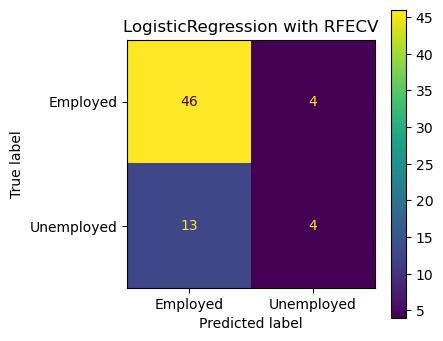 LogisticRegression with RFECV
True label
Employed
46
4
Unemployed
13
4
Employed
Unemployed
Predicted label
45
40
35
30
25
20
15
10
5